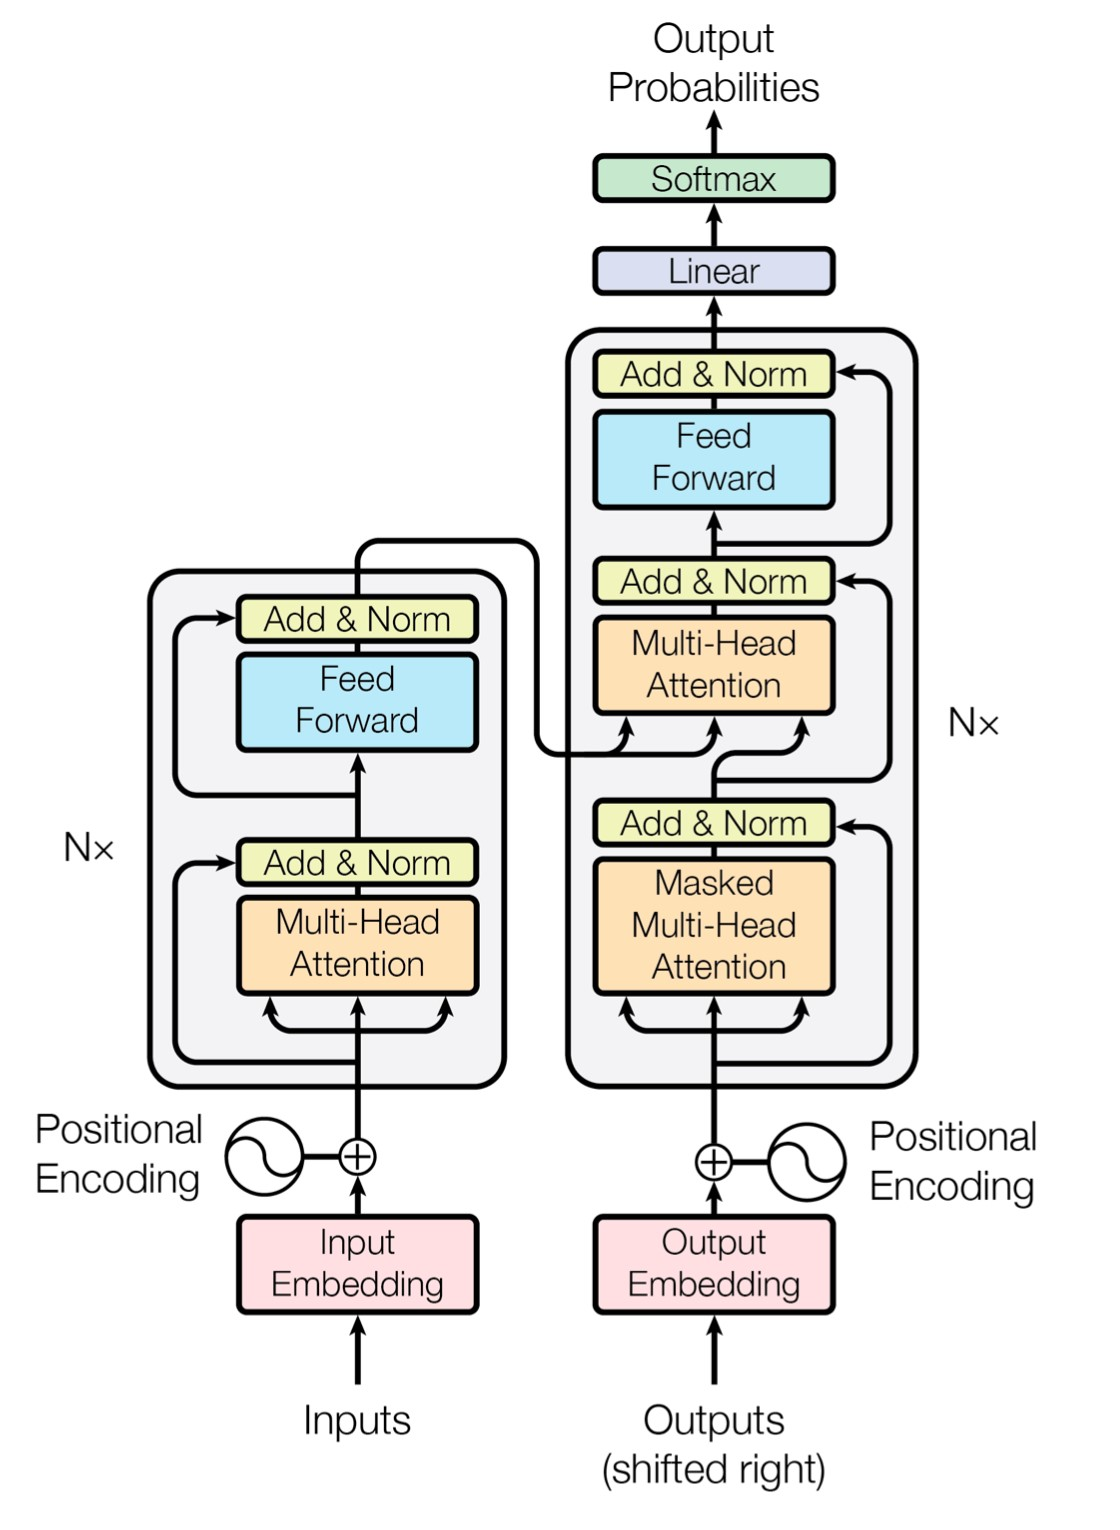 Output
Probabilities
Softmax
Linear
Add & Norm
Feed
Forward
Add & Norm
Multi-Head
Attention
N×
Add & Norm
Masked
Multi-Head
Attention
Add & Norm
Feed
Forward
N×
Add & Norm
Multi-Head
Attention
Positional
Encoding
Positional
Encoding
Input
Embedding
Output
Embedding
Inputs
Outputs
(shifted right)